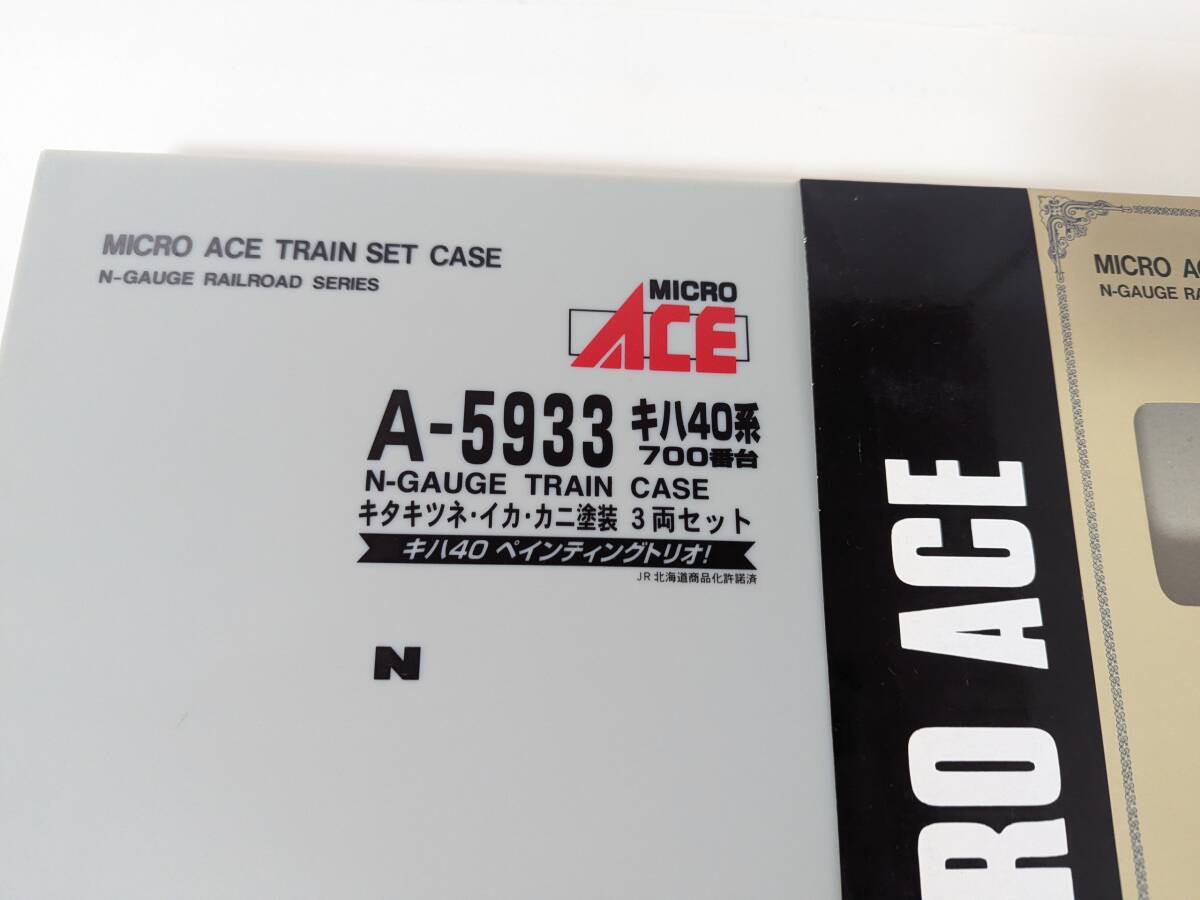 MICRO ACE TRAIN SET CASE
N-GAUGE RAILROAD SERIES
MICRO
ACE
A-5933 キハ40系
700番台
N-GAUGE TRAIN CASE
キタキツネ・イカ・カニ塗装 3両セット
キハ40 ペインティングトリオ!
JR北海道商品化許諾済
N
RO ACE
MICRO A
N-GAUGE RA